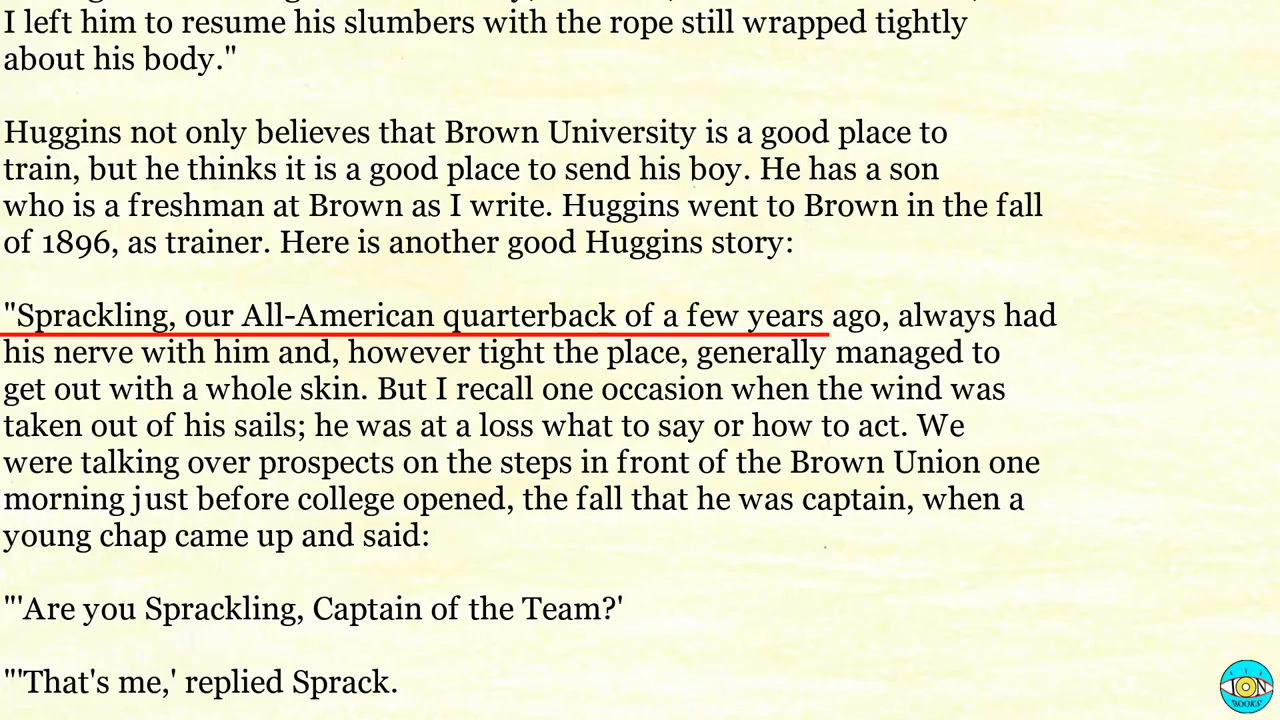 I left him to resume his slumbers with the rope still wrapped tightly
about his body."
Huggins not only believes that Brown University is a good place to
train, but he thinks it is a good place to send his boy. He has a son
who is a freshman at Brown as I write. Huggins went to Brown in the fall
of 1896, as trainer. Here is another good Huggins story:
"Sprackling, our All-American quarterback of a few years ago, always had
his nerve with him and, however tight the place, generally managed to
get out with a whole skin. But I recall one occasion when the wind was
taken out of his sails; he was at a loss what to say or how to act. We
were talking over prospects on the steps in front of the Brown Union one
morning just before college opened, the fall that he was captain, when a
young chap came up and said:
"'Are you Sprackling, Captain of the Team?'
"'That's me,' replied Sprack.
ION
BOOKS